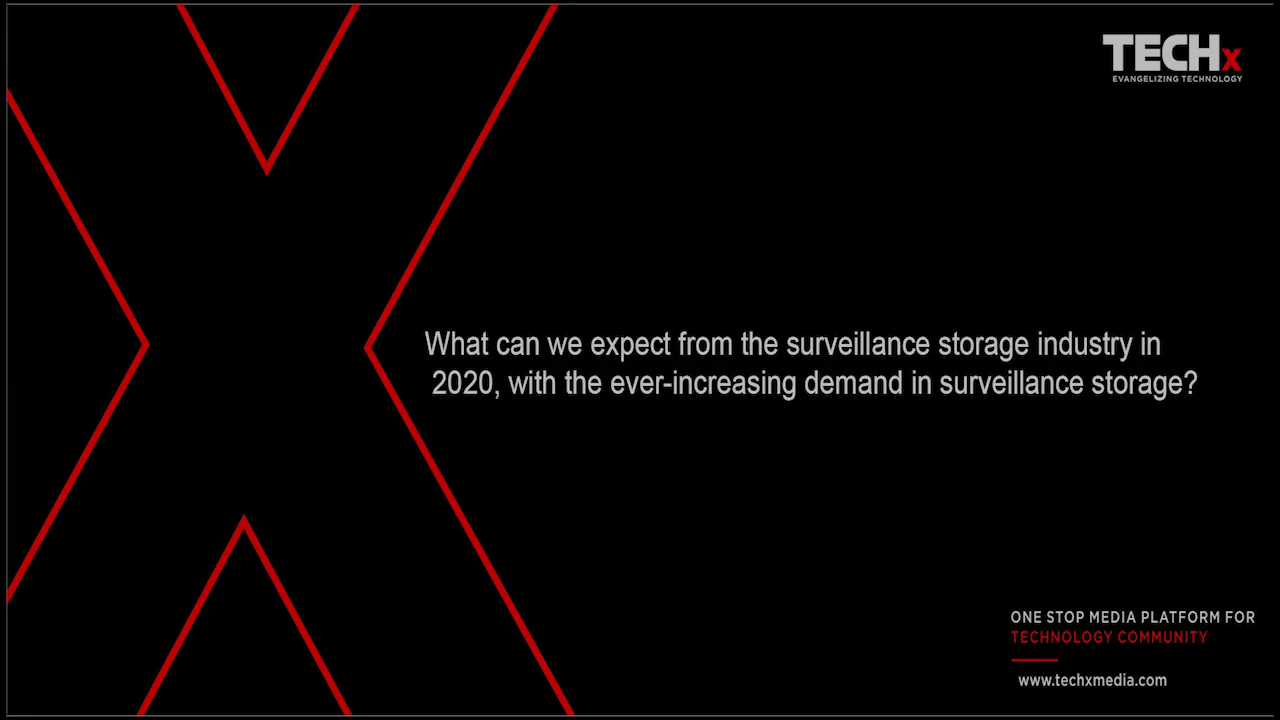 TECHx
EVANGELIZING TECHNOLOGY
What can we expect from the surveillance storage industry in
2020, with the ever-increasing demand in surveillance storage?
ONE STOP MEDIA PLATFORM FOR
TECHNOLOGY COMMUNITY
www.techxmedia.com